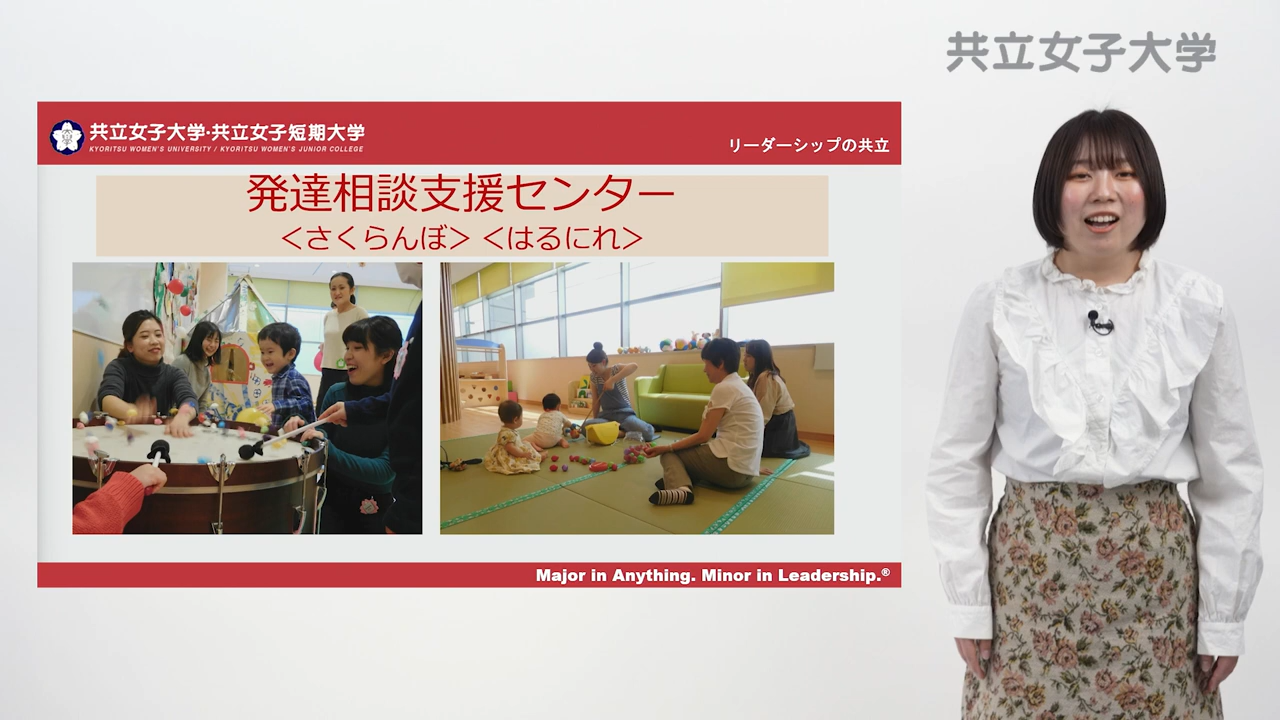 共立女子大学
共立女子大学·共立女子短期大学
KYORITSU WOMEN'S UNIVERSITY / KYORITSU WOMEN'S JUNIOR COLLEGE
リーダーシップの共立
発達相談支援センター
＜さくらんぼ＞＜はるにれ＞
Major in Anything. Minor in Leadership.®